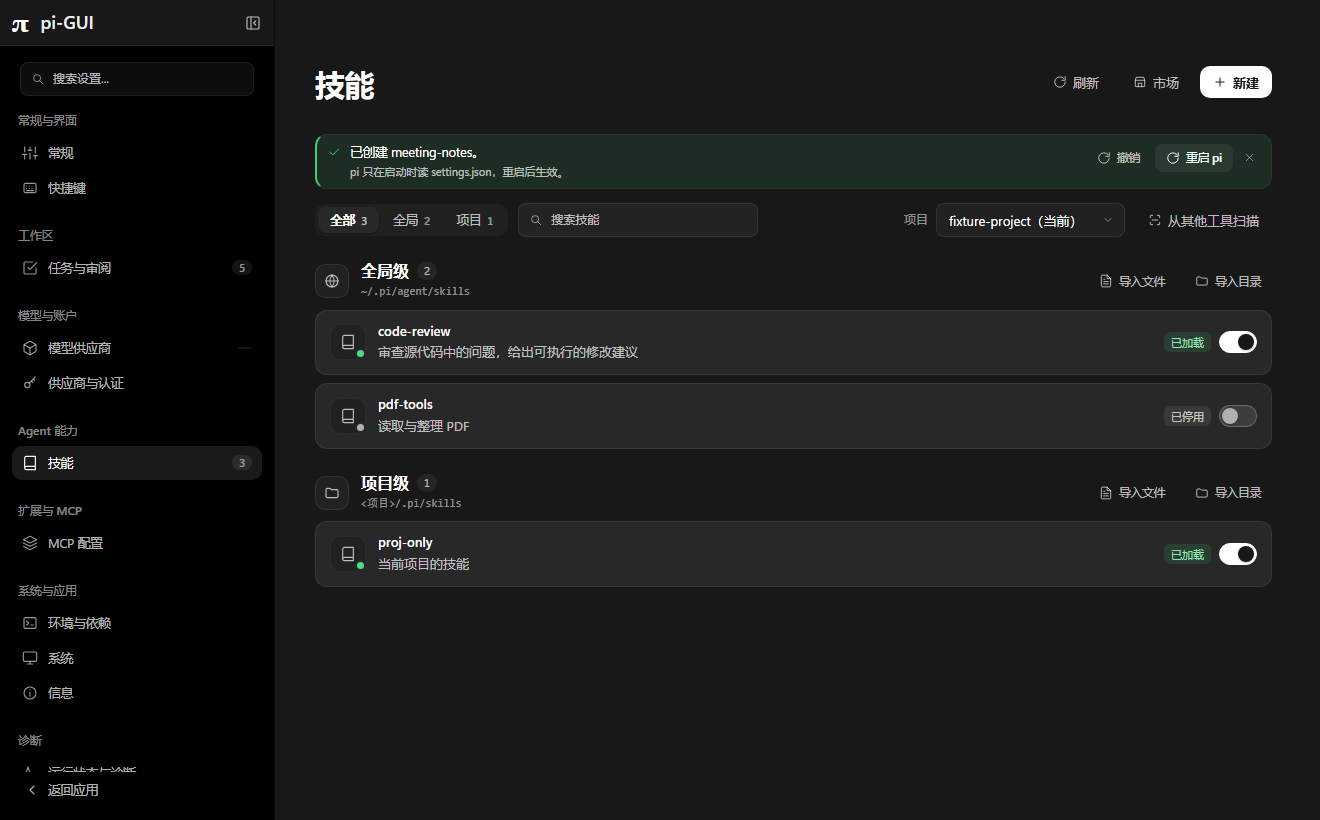 π pi-GUI
搜索设置...
常规与界面
常规
快捷键
工作区
任务与审阅 5
模型与账户
模型供应商
供应商与认证
Agent 能力
技能 3
扩展与 MCP
MCP 配置
系统与应用
环境与依赖
系统
信息
诊断
返回应用
技能
刷新 市场 新建
已创建 meeting-notes。
pi 只在启动时读 settings.json，重启后生效。
撤销 重启 pi
全部 3 全局 2 项目 1 搜索技能 项目 fixture-project（当前） 从其他工具扫描
全局级 2
~/.pi/agent/skills
导入文件 导入目录
code-review
审查源代码中的问题，给出可执行的修改建议
已加载
pdf-tools
读取与整理 PDF
已停用
项目级 1
<项目>/.pi/skills
导入文件 导入目录
proj-only
当前项目的技能
已加载